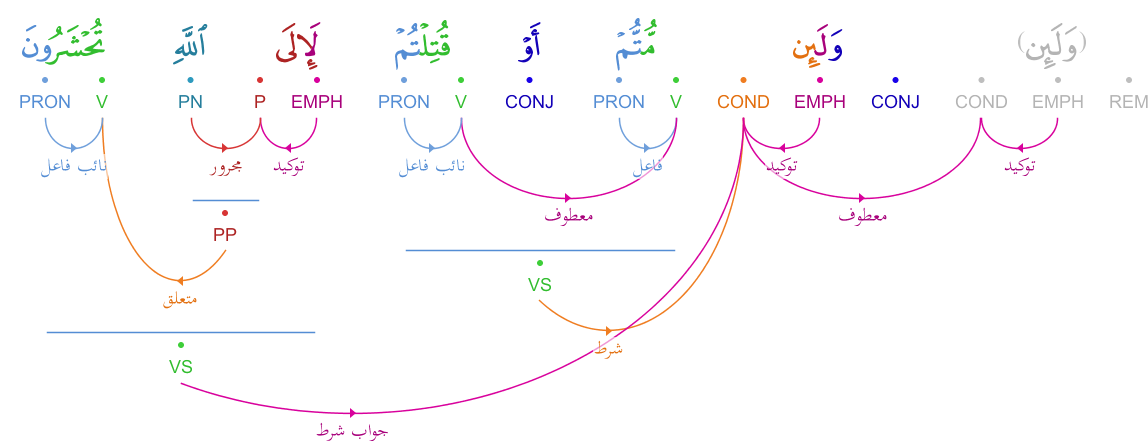 (وَلَئِن) وَلَئِن مُّتُّمْ أَوْ قُتِلْتُمْ لَإِلَى ٱللَّهِ تُحْشَرُونَ
REM EMPH COND CONJ EMPH COND V PRON CONJ V PRON EMPH P PN V PRON
توكيد توكيد فاعل نائب فاعل توكيد مجرور نائب فاعل
معطوف معطوف
PP
VS
متعلق
شرط
VS
جواب شرط